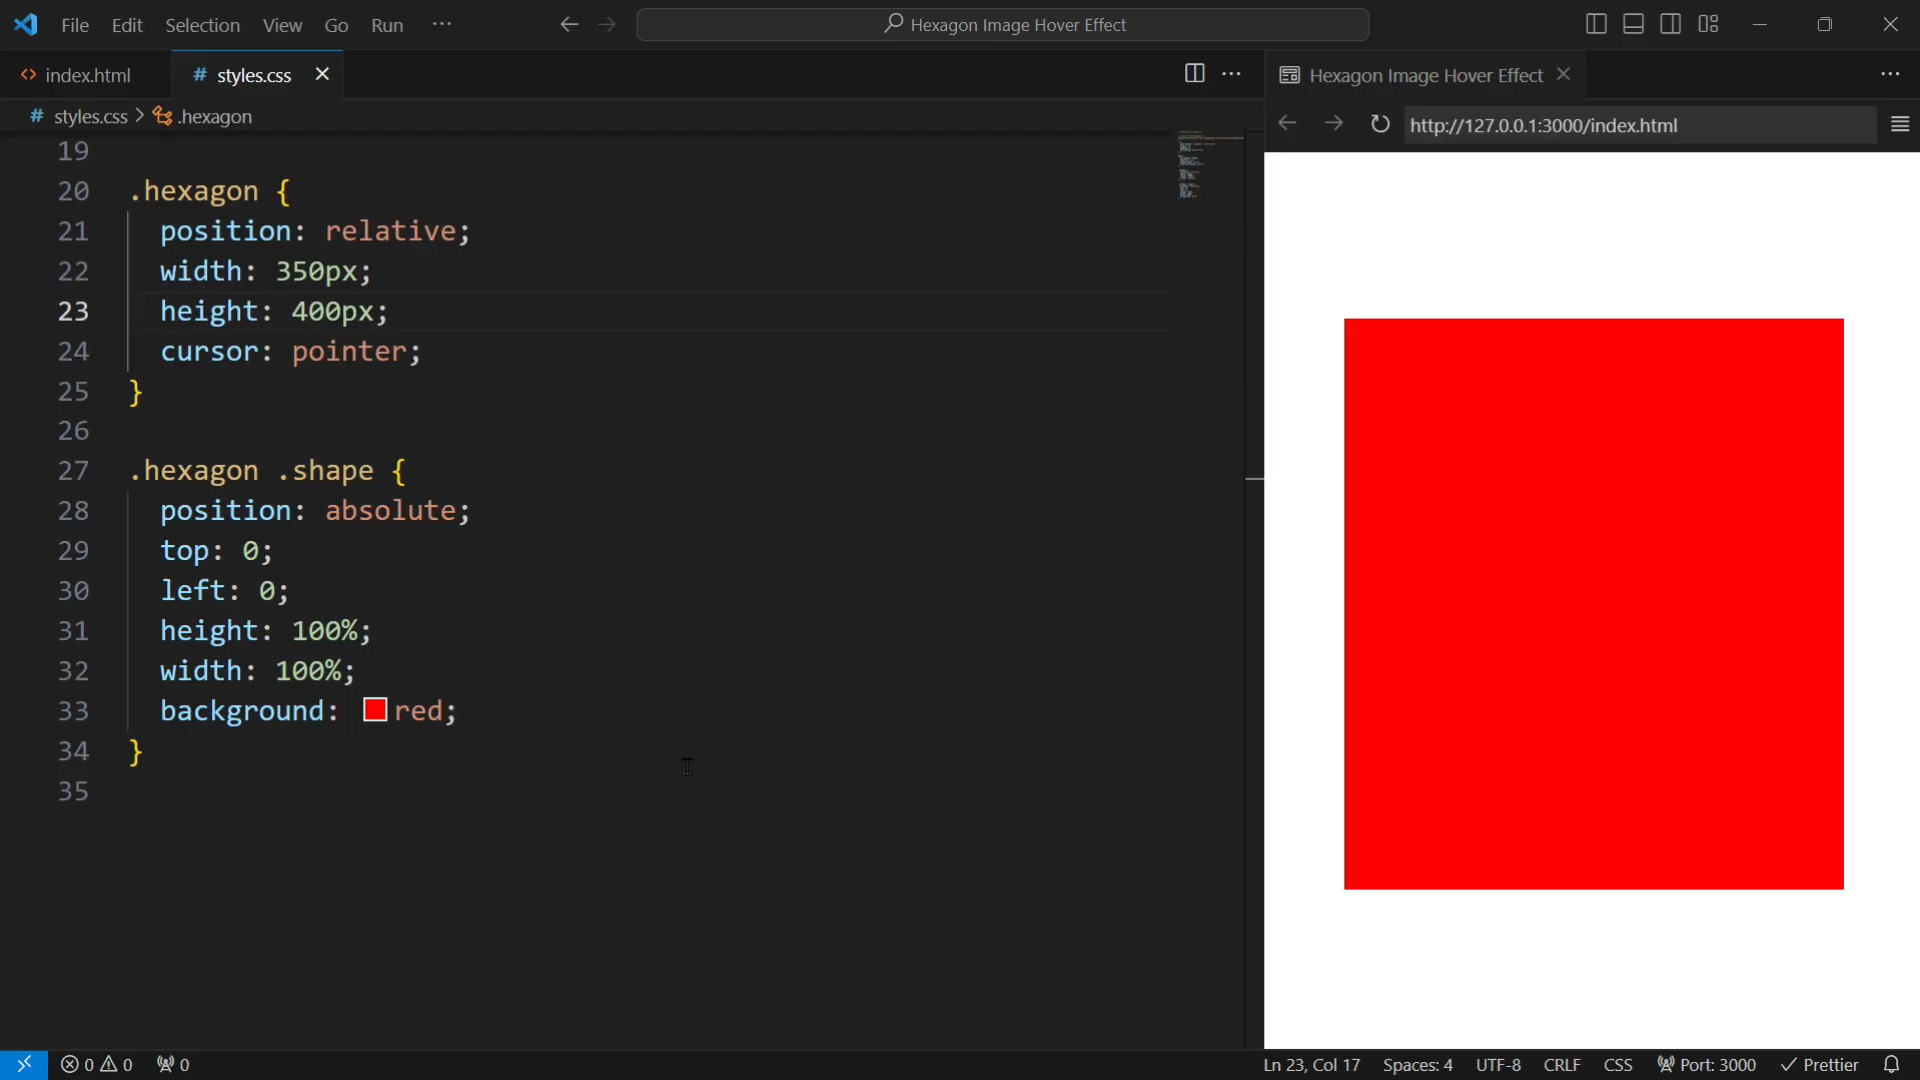 File Edit Selection View Go Run ··· Hexagon Image Hover Effect
index.html # styles.css Hexagon Image Hover Effect
# styles.css > .hexagon
http://127.0.0.1:3000/index.html
19
20 .hexagon {
21 position: relative;
22 width: 350px;
23 height: 400px;
24 cursor: pointer;
25 }
26
27 .hexagon .shape {
28 position: absolute;
29 top: 0;
30 left: 0;
31 height: 100%;
32 width: 100%;
33 background: red;
34 }
35
0 0 0 Ln 23, Col 17 Spaces: 4 UTF-8 CRLF CSS Port: 3000 Prettier